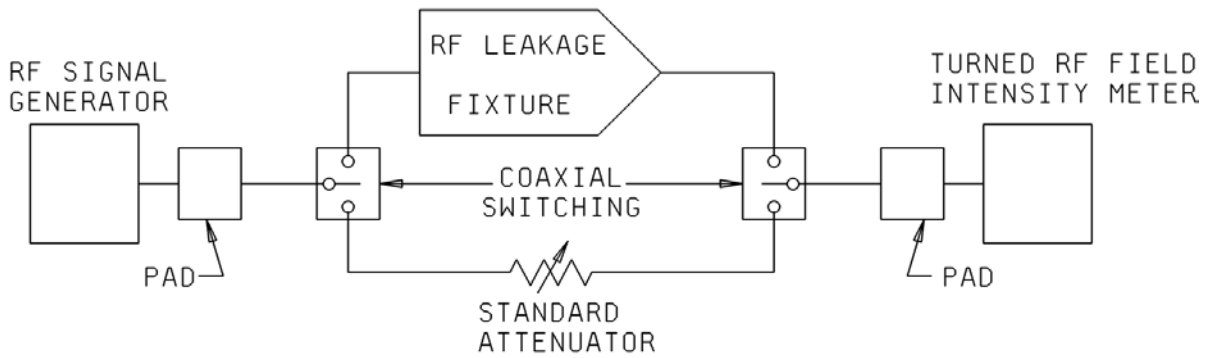 RF LEAKAGE
FIXTURE
RF SIGNAL
GENERATOR
TURNED RF FIELD
INTENSITY METER
COAXIAL
SWITCHING
PAD
PAD
STANDARD
ATTENUATOR